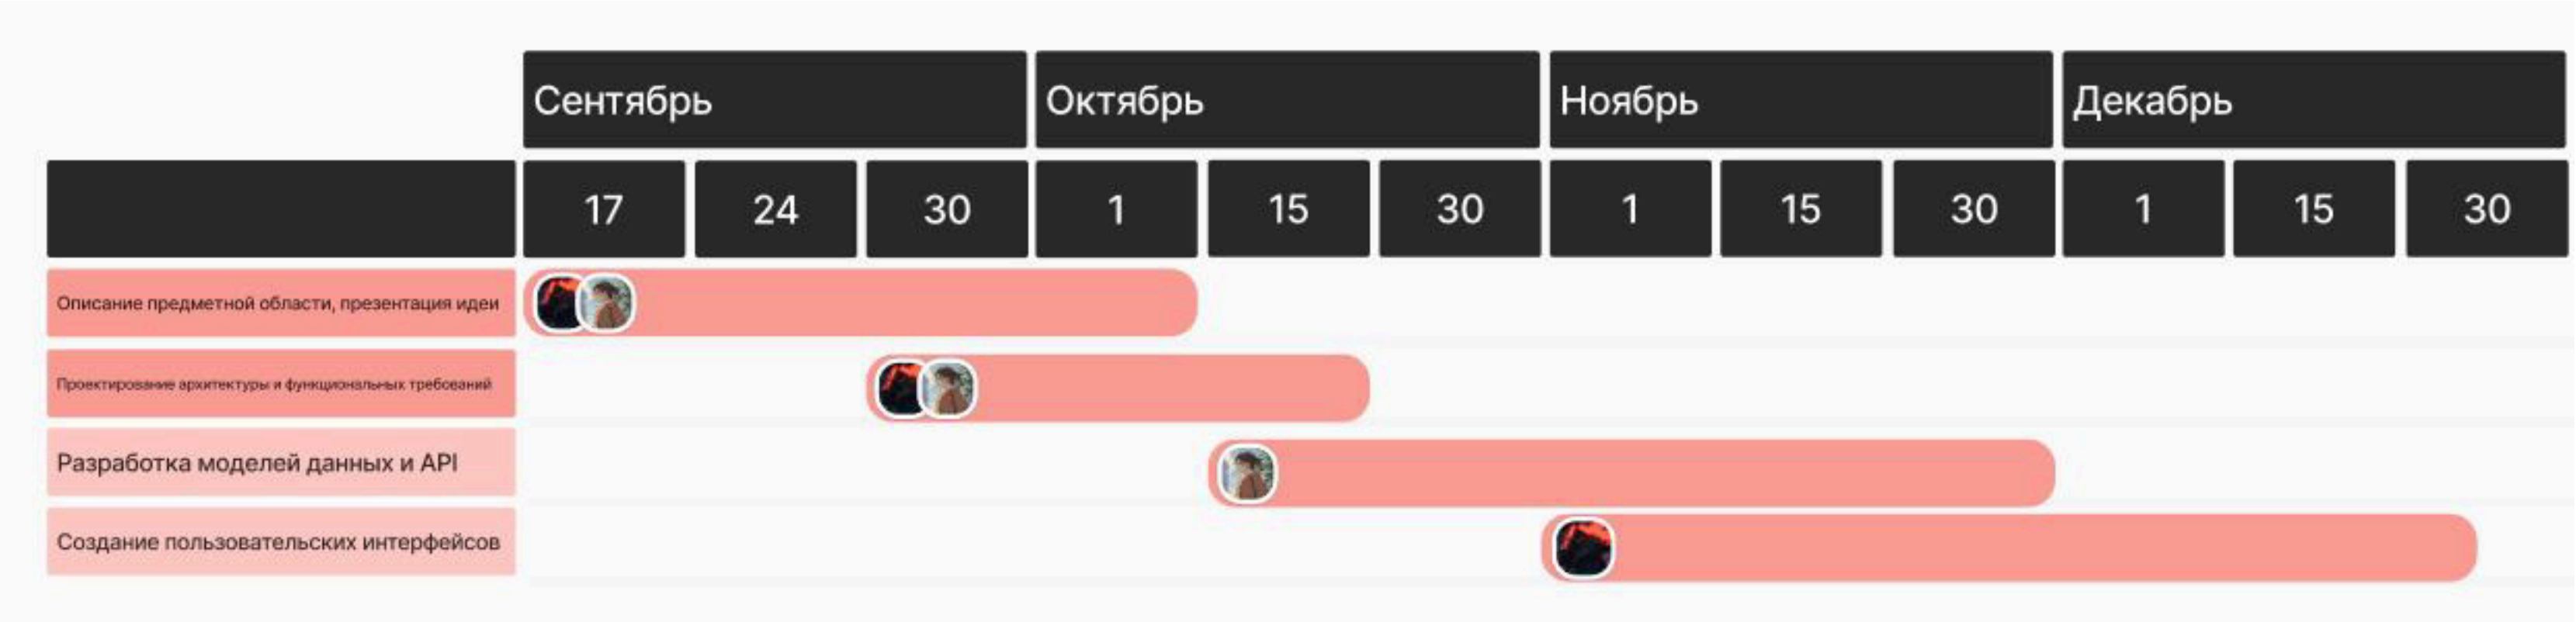 Сентябрь Октябрь Ноябрь Декабрь
17 24 30 1 15 30 1 15 30 1 15 30
Описание предметной области, презентация идеи
Проектирование архитектуры и функциональных требований
Разработка моделей данных и API
Создание пользовательских интерфейсов